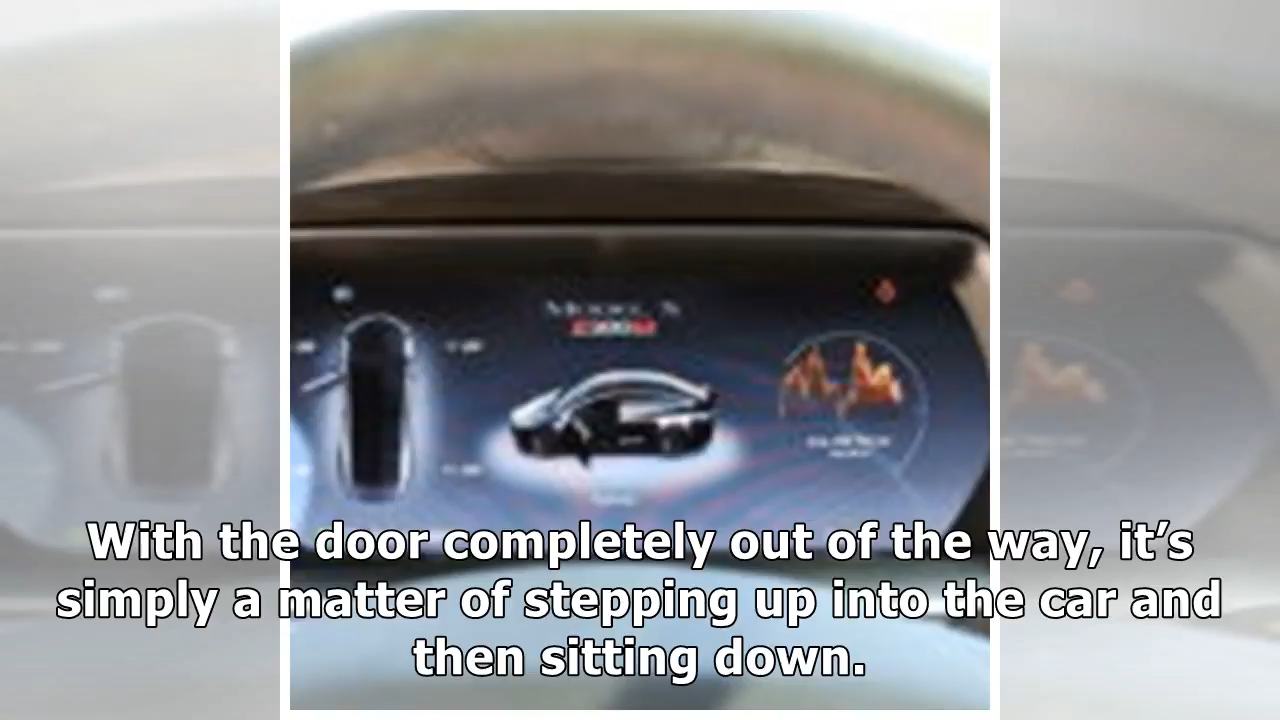 With the door completely out of the way, it’s
simply a matter of stepping up into the car and
then sitting down.